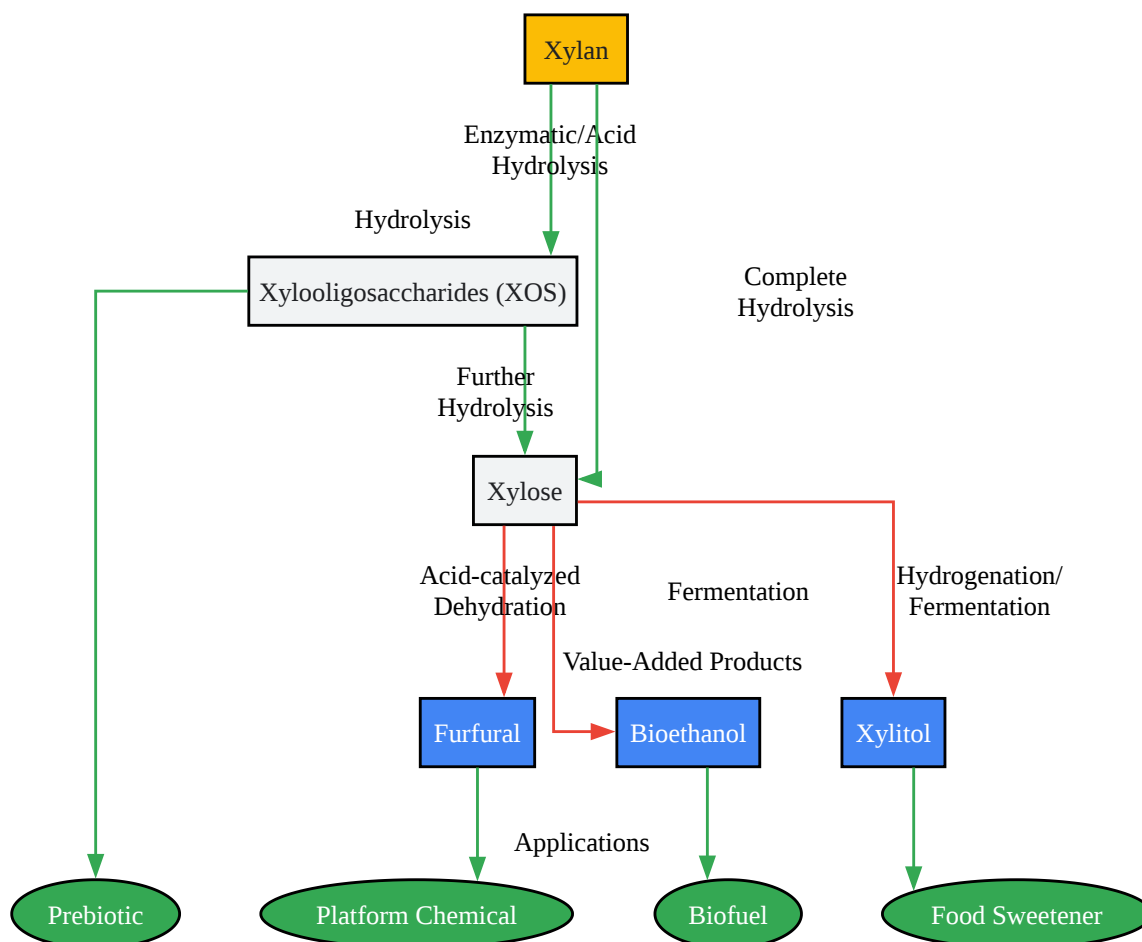 Xylan
Enzymatic/Acid
Hydrolysis
Hydrolysis
Complete
Hydrolysis
Xylooligosaccharides (XOS)
Further
Hydrolysis
Xylose
Acid-catalyzed
Dehydration
Fermentation
Hydrogenation/
Fermentation
Value-Added Products
Furfural
Bioethanol
Xylitol
Applications
Prebiotic
Platform Chemical
Biofuel
Food Sweetener